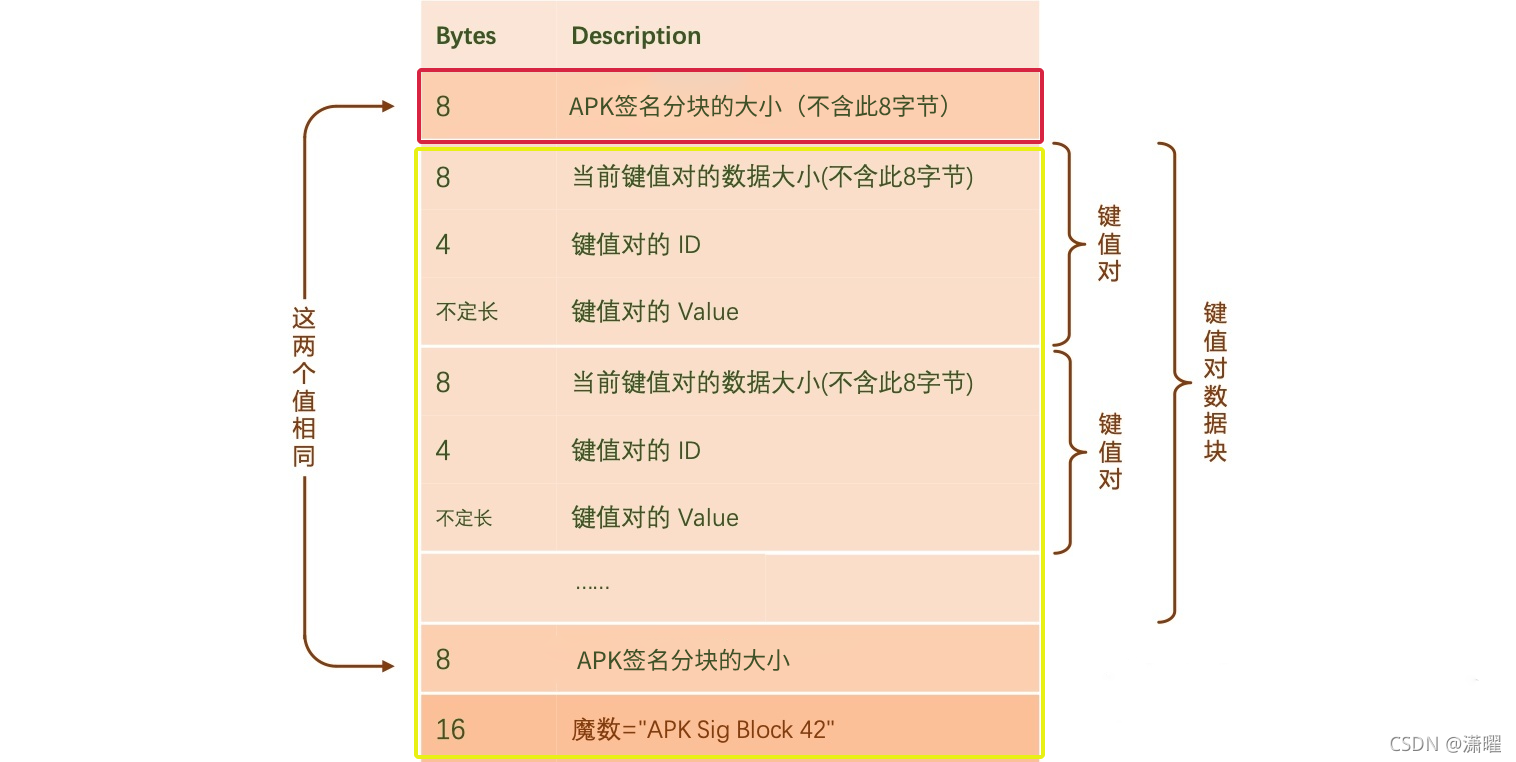 Bytes Description
8 APK签名分块的大小（不含此8字节）
8 当前键值对的数据大小(不含此8字节)
4 键值对的 ID
不定长 键值对的 Value
8 当前键值对的数据大小(不含此8字节)
4 键值对的 ID
不定长 键值对的 Value
……
8 APK签名分块的大小
16 魔数="APK Sig Block 42"
这两个值相同
键值对
键值对
键值对数据块
CSDN @潇曜